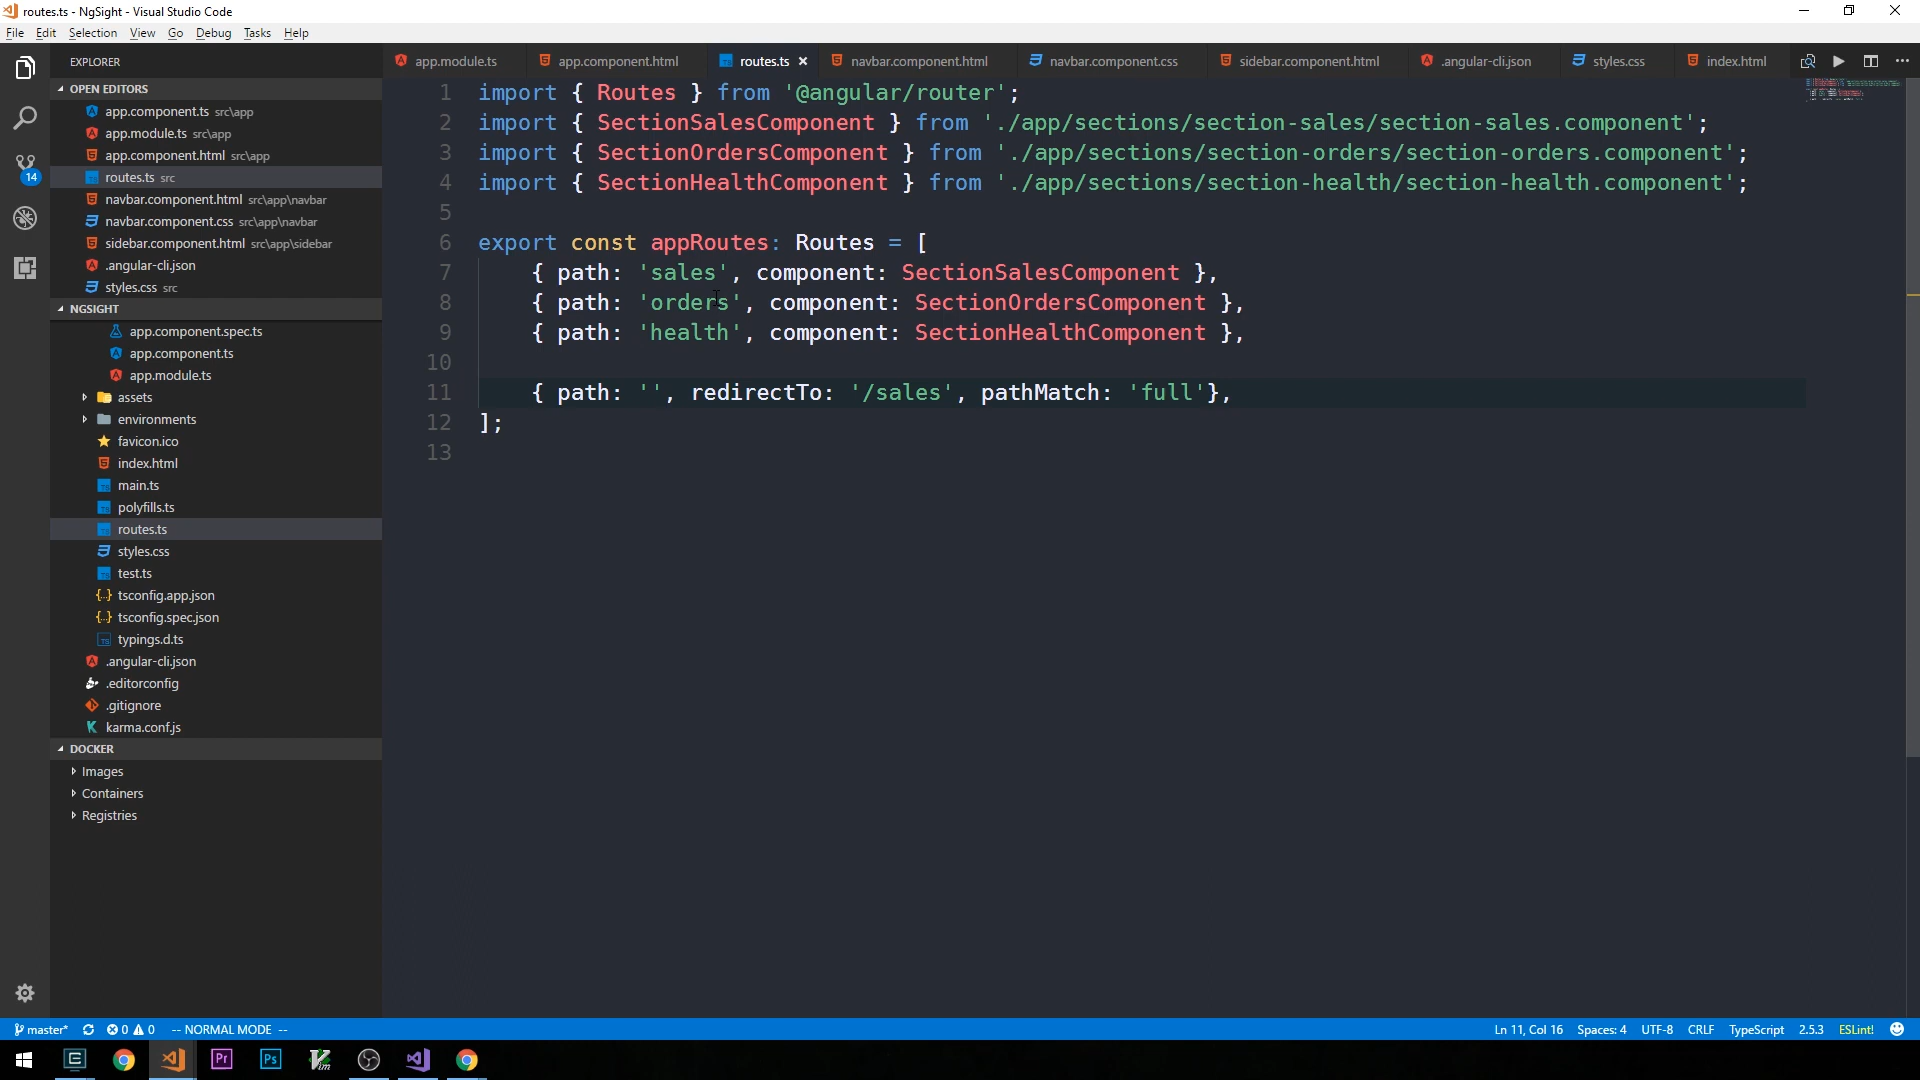 routes.ts - NgSight - Visual Studio Code
File Edit Selection View Go Debug Tasks Help
EXPLORER
OPEN EDITORS
app.component.ts src\app
app.module.ts src\app
app.component.html src\app
routes.ts src
navbar.component.html src\app\navbar
navbar.component.css src\app\navbar
sidebar.component.html src\app\sidebar
.angular-cli.json
styles.css src
NGSIGHT
app.component.spec.ts
app.component.ts
app.module.ts
assets
environments
favicon.ico
index.html
main.ts
polyfills.ts
routes.ts
styles.css
test.ts
tsconfig.app.json
tsconfig.spec.json
typings.d.ts
.angular-cli.json
.editorconfig
.gitignore
karma.conf.js
DOCKER
Images
Containers
Registries
14
app.module.ts app.component.html routes.ts navbar.component.html navbar.component.css sidebar.component.html .angular-cli.json styles.css index.html
1 import { Routes } from '@angular/router';
2 import { SectionSalesComponent } from './app/sections/section-sales/section-sales.component';
3 import { SectionOrdersComponent } from './app/sections/section-orders/section-orders.component';
4 import { SectionHealthComponent } from './app/sections/section-health/section-health.component';
5
6 export const appRoutes: Routes = [
7 { path: 'sales', component: SectionSalesComponent },
8 { path: 'orders', component: SectionOrdersComponent },
9 { path: 'health', component: SectionHealthComponent },
10
11 { path: '', redirectTo: '/sales', pathMatch: 'full'},
12 ];
13
master* 0 0 -- NORMAL MODE -- Ln 11, Col 16 Spaces: 4 UTF-8 CRLF TypeScript 2.5.3 ESLint!
Pr Ps Vim